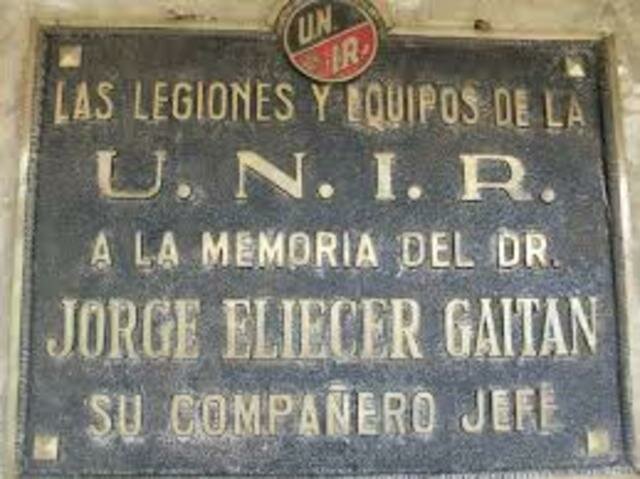 UN
IR.
LAS LEGIONES Y EQUIPOS DE LA
U. N. I. R.
A LA MEMORIA DEL DR.
JORGE ELIECER GAITAN
SU COMPAÑERO JEFE